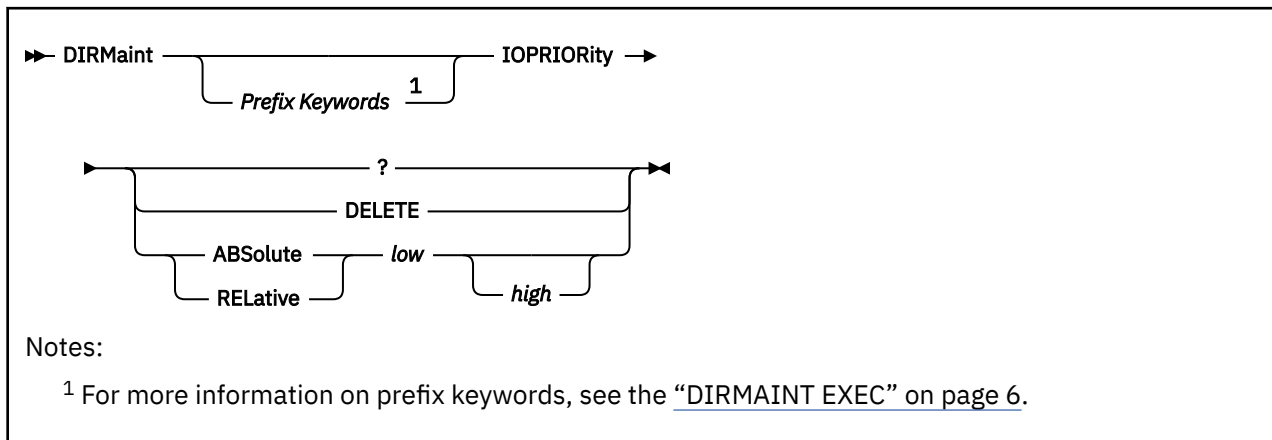 DIRMaint IOPRIORity
Prefix Keywords 1
?
DELETE
ABSolute low
RELative high
Notes:
1 For more information on prefix keywords, see the “DIRMAINT EXEC” on page 6.